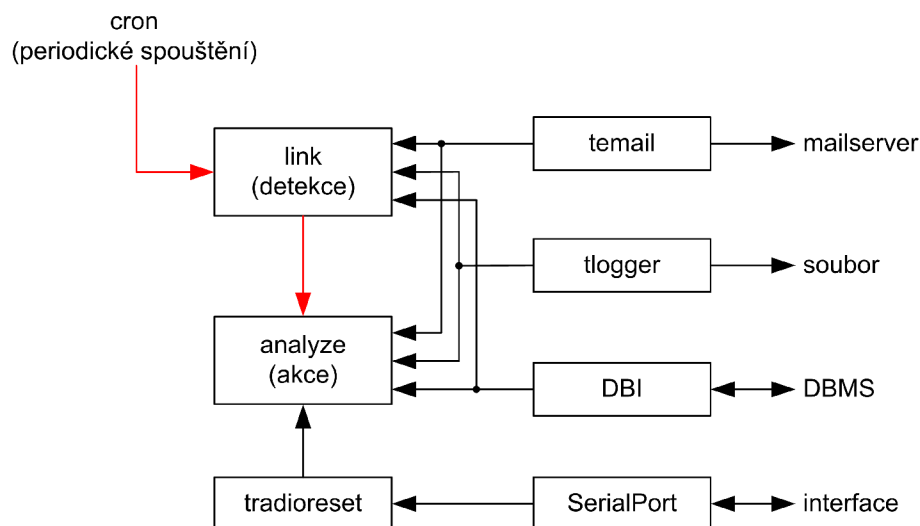 cron
(periodické spouštění)
link
(detekce)
temail
mailserver
tlogger
soubor
analyze
(akce)
DBI
DBMS
tradioreset
SerialPort
interface